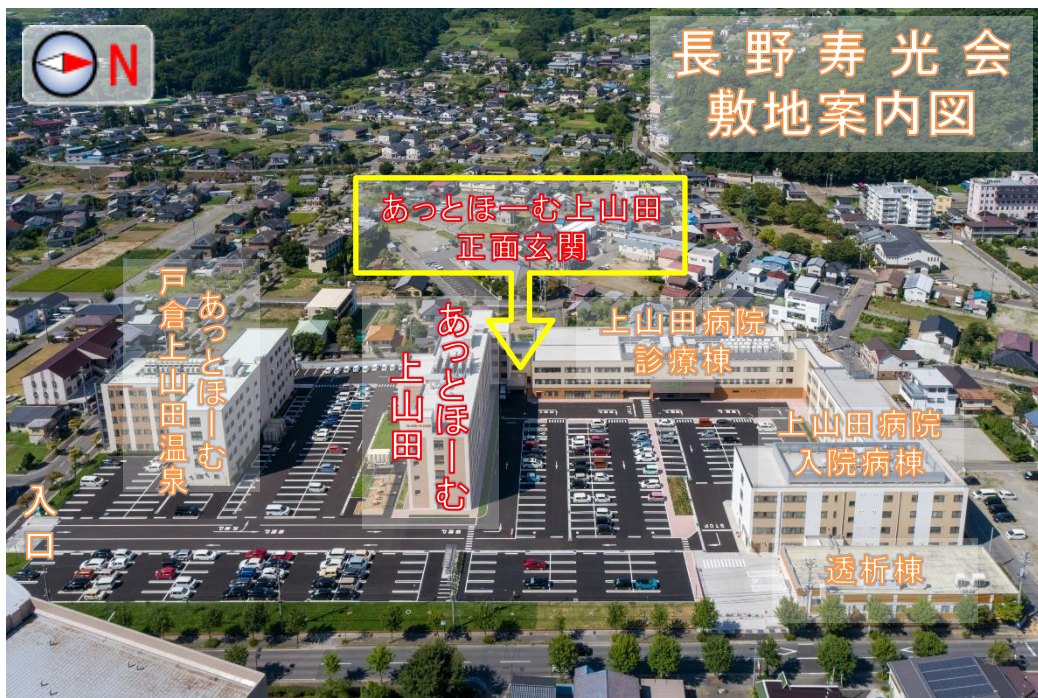 N
長野寿光会
敷地案内図
あっとほーむ上山田
正面玄関
上山田病院
診療棟
あっとほーむ
上山田
あっとほーむ
戸倉上山田温泉
上山田病院
入院病棟
入口
透析棟
STOP